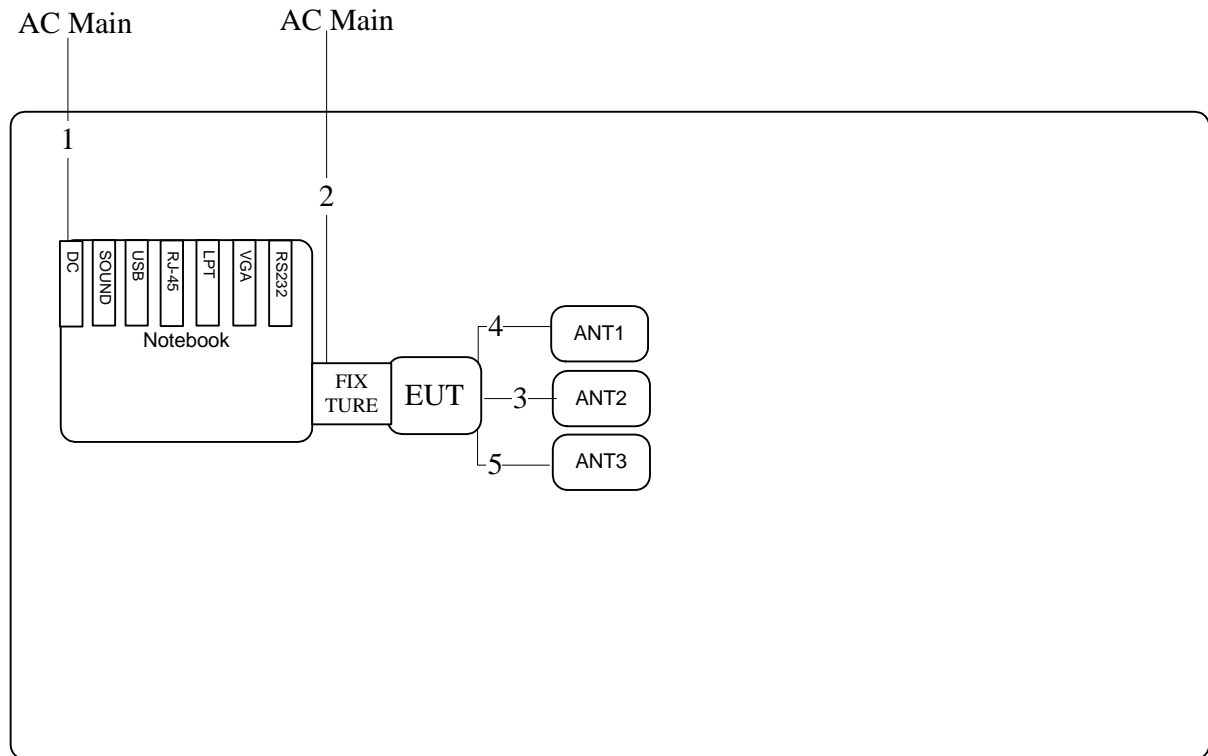 AC Main
AC Main
1
2
DC
SOUND
USB
RJ-45
LPT
VGA
RS232
Notebook
FIX
TURE
EUT
4
ANT1
3
ANT2
5
ANT3